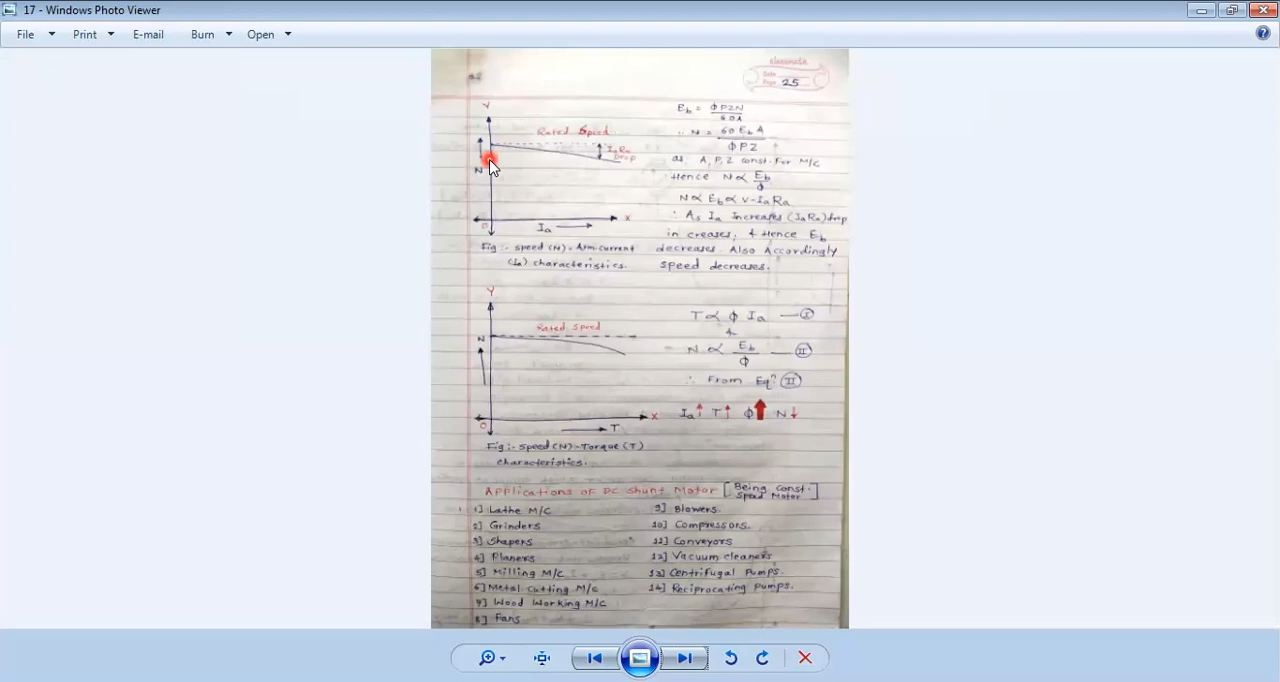 17 - Windows Photo Viewer
File Print E-mail Burn Open
classmate
Date
Page 25
Y
Rated Speed.
IaRa
Drop
N
O
Ia
X
Fig :- speed (N) - Arm.current
(Ia) characteristics.
Eb = ΦPZN
60A
∴ N = 60 Eb A
ΦPZ
as A, P, Z const. For M/C
Hence N ∝ Eb
Φ
N ∝ Eb ∝ V-IaRa
∴ As Ia Increases (IaRa) drop
in creases, & Hence Eb
decreases. Also Accordingly
speed decreases.
Y
Rated Speed
N
O
X
T
Fig :- Speed (N) - Torque (T)
characteristics.
T ∝ Φ Ia — I
&
N ∝ Eb — II
Φ
∴ From Eqn II
Ia↑ T↑ Φ↑ N↓
Applications of DC Shunt Motor [Being Const.
Speed Motor]
1] Lathe M/C
2] Grinders
3] Shapers
4] Planers
5] Milling M/C
6] Metal Cutting M/C
7] Wood Working M/C
8] Fans
9] Blowers.
10] Compressors.
11] Conveyors
12] Vacuum cleaners
13] Centrifugal Pumps.
14] Reciprocating Pumps.